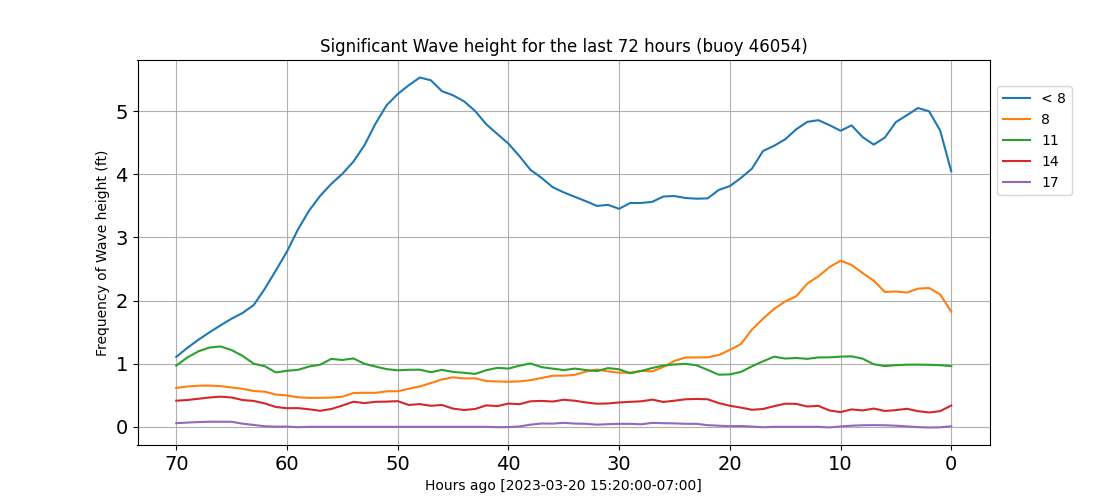 Significant Wave height for the last 72 hours (buoy 46054)
Frequency of Wave height (ft)
5
4
3
2
1
0
70 60 50 40 30 20 10 0
Hours ago [2023-03-20 15:20:00-07:00]
< 8
8
11
14
17